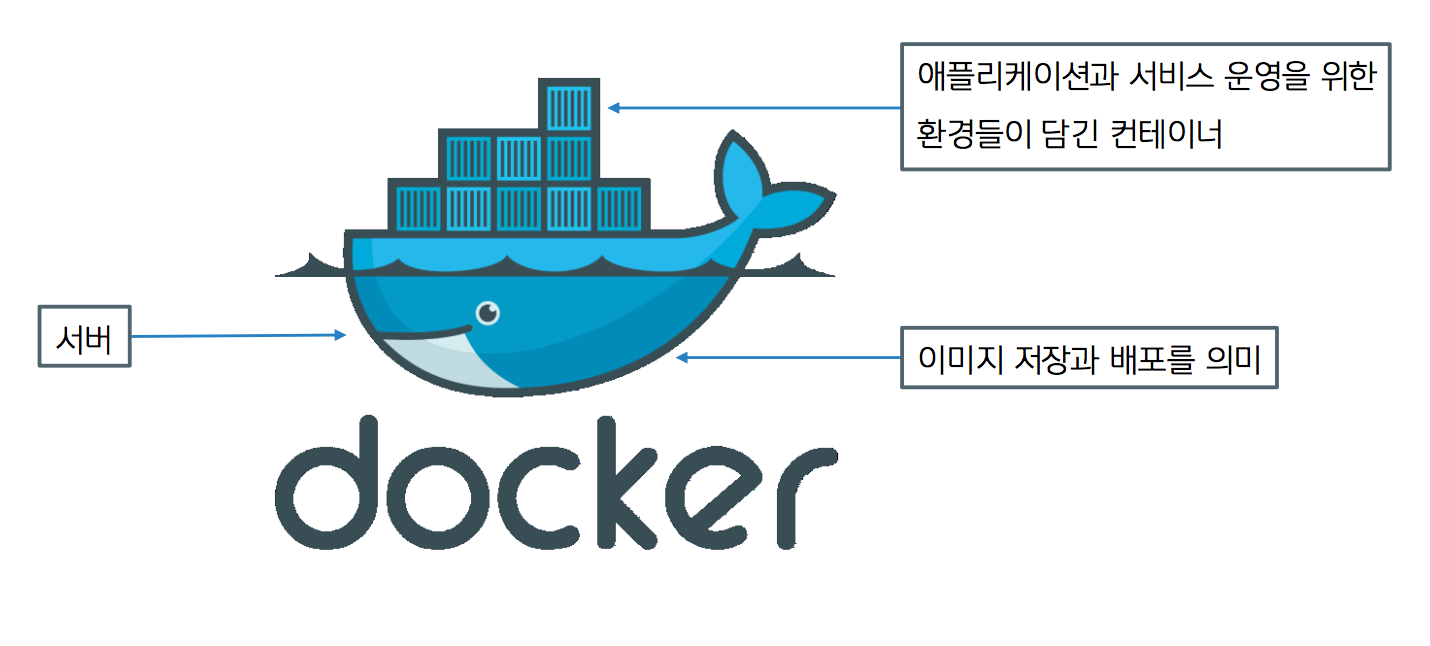 애플리케이션과 서비스 운영을 위한
환경들이 담긴 컨테이너
서버
이미지 저장과 배포를 의미
docker